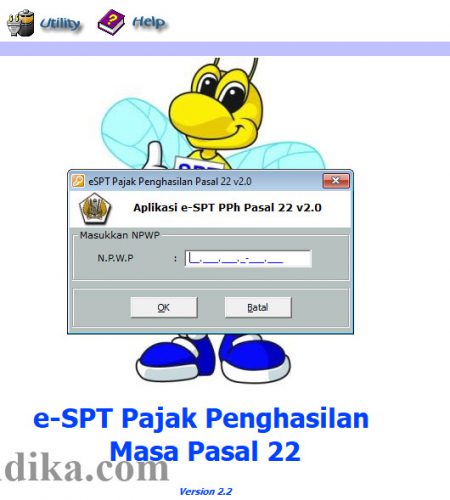 Utility Help
SPT
eSPT Pajak Penghasilan Pasal 22 v2.0
Aplikasi e-SPT PPh Pasal 22 v2.0
Masukkan NPWP
N.P.W.P : __.___.___._-___.___
OK Batal
e-SPT Pajak Penghasilan
Masa Pasal 22
dika.com
Version 2.2